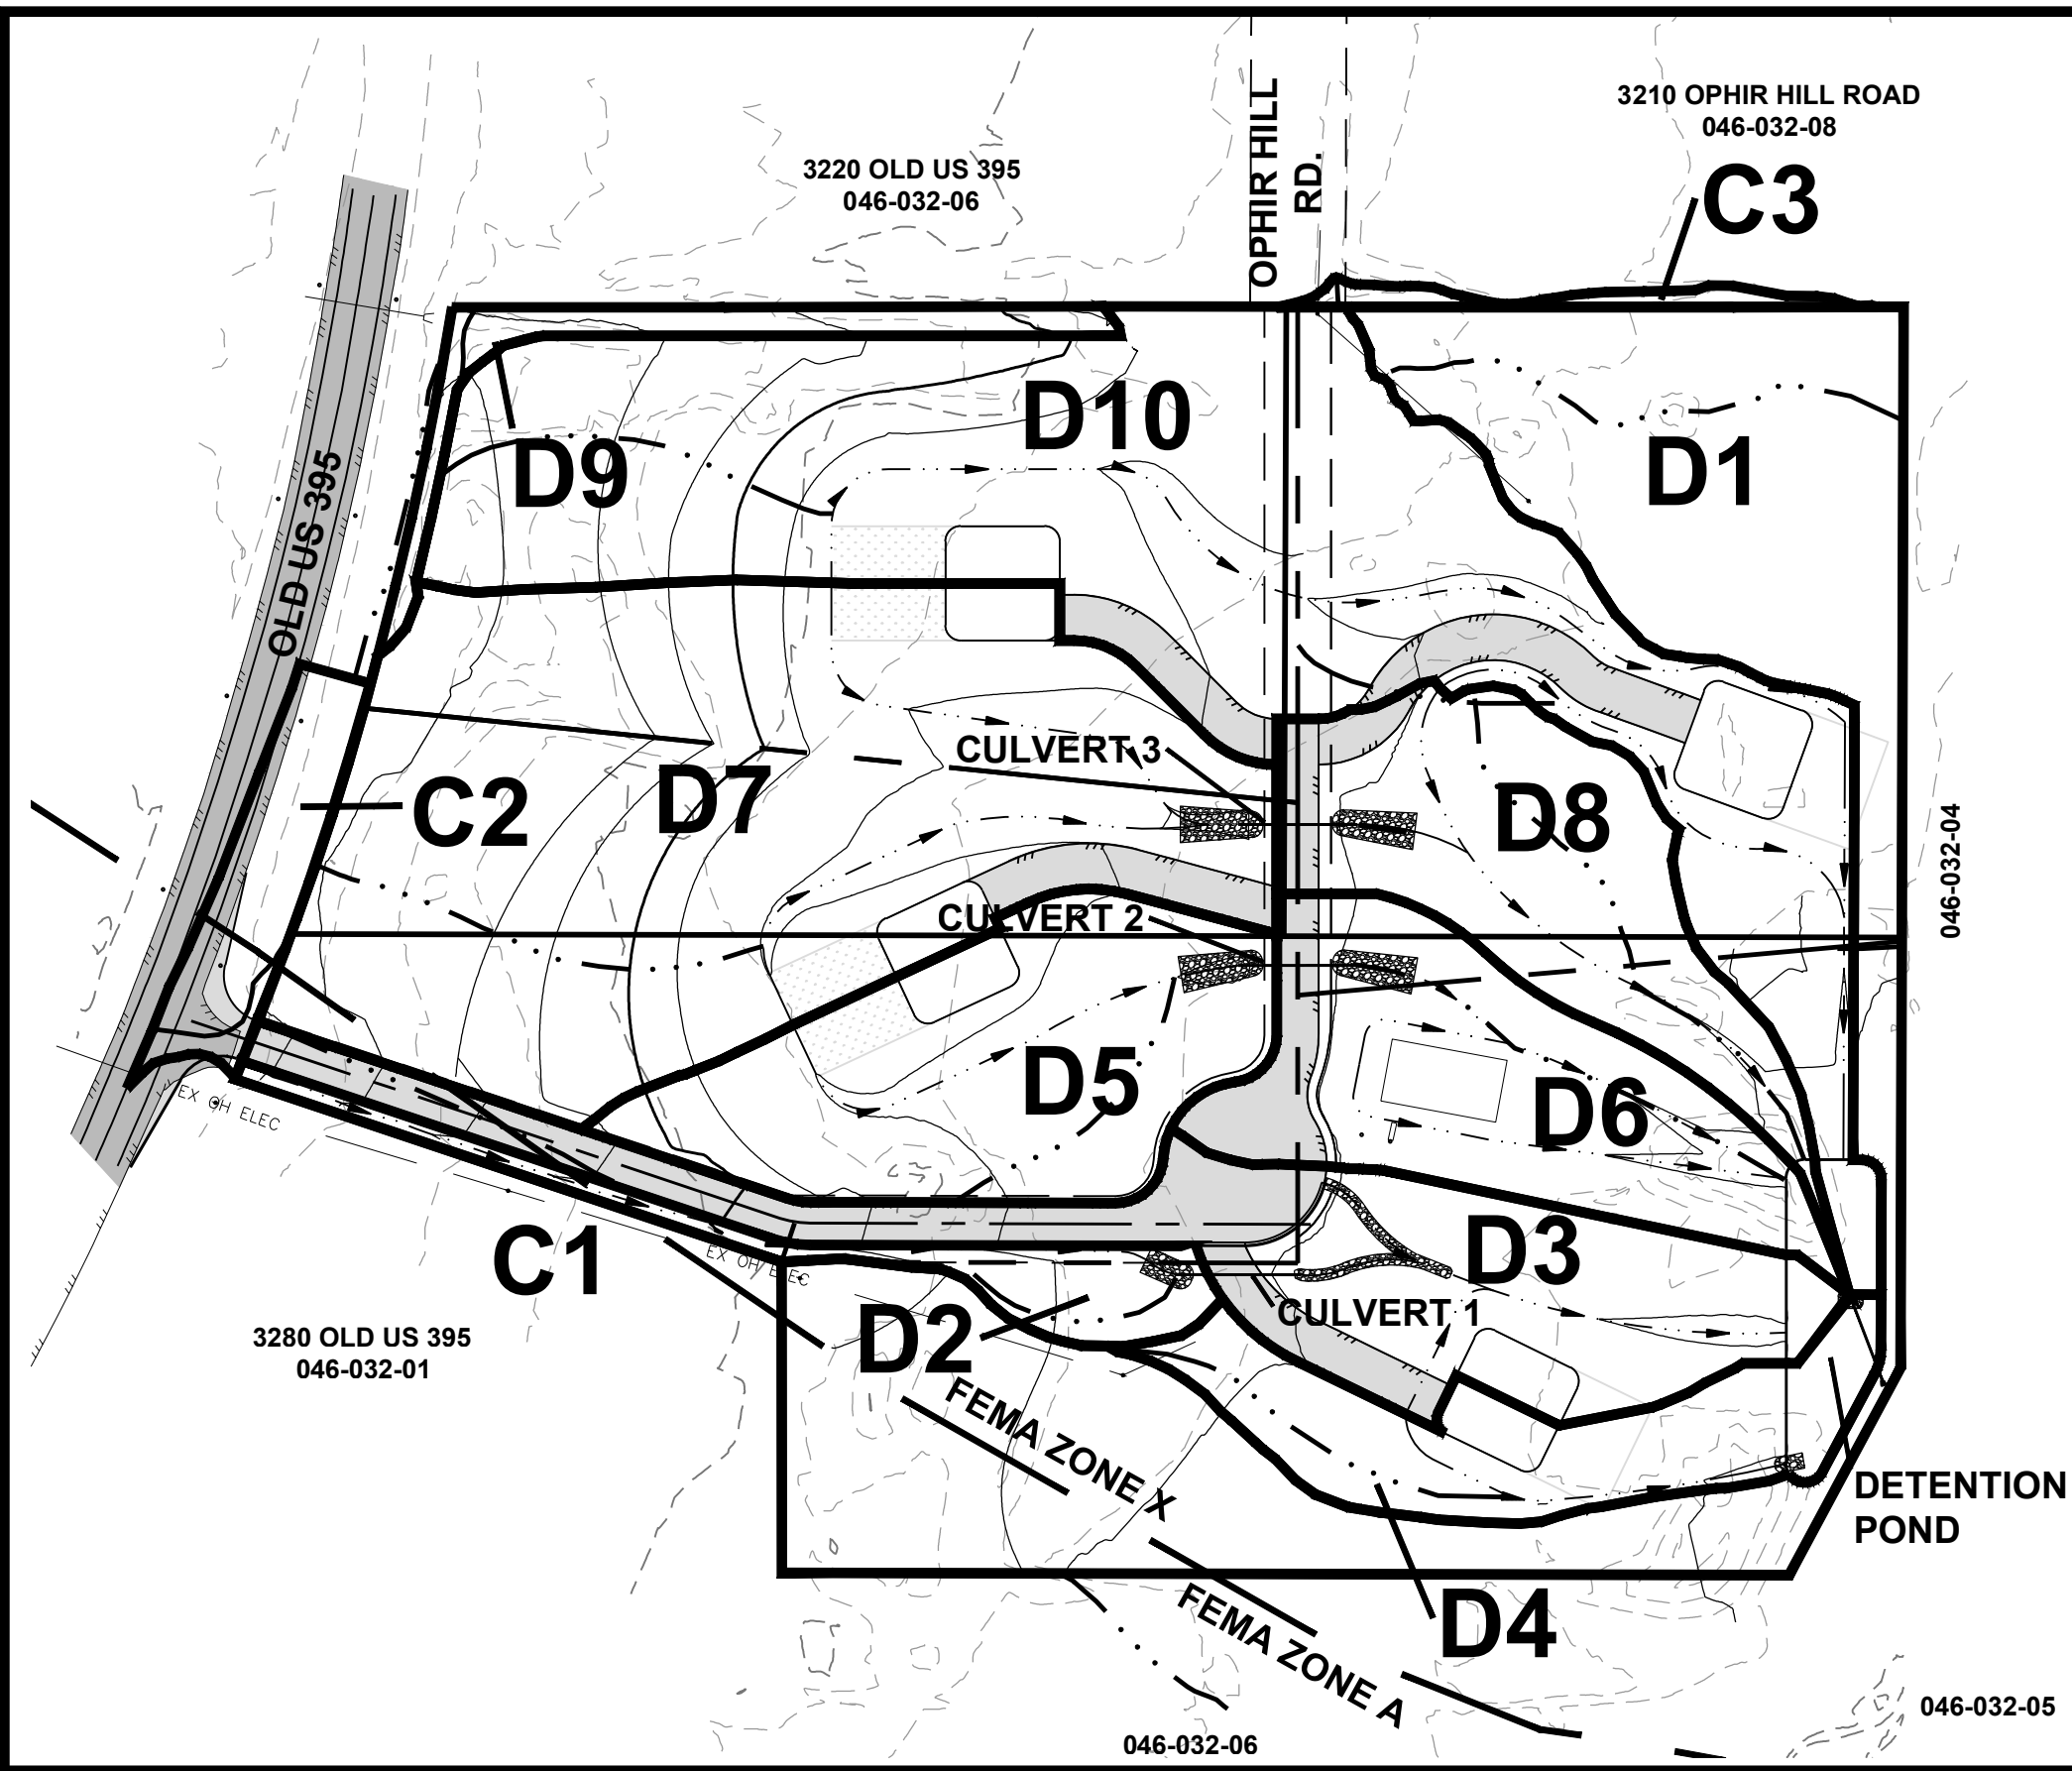 3210 OPHIR HILL ROAD
046-032-08
C3
OPHIR HILL
RD.
3220 OLD US 395
046-032-06
D10
D1
D9
OLD US 395
CULVERT 3
C2
D7
D8
046-032-04
CULVERT 2
D5
D6
EX OH ELEC
C1
EX OH ELEC
D3
CULVERT 1
D2
3280 OLD US 395
046-032-01
FEMA ZONE X
DETENTION
POND
FEMA ZONE A
D4
046-032-05
046-032-06